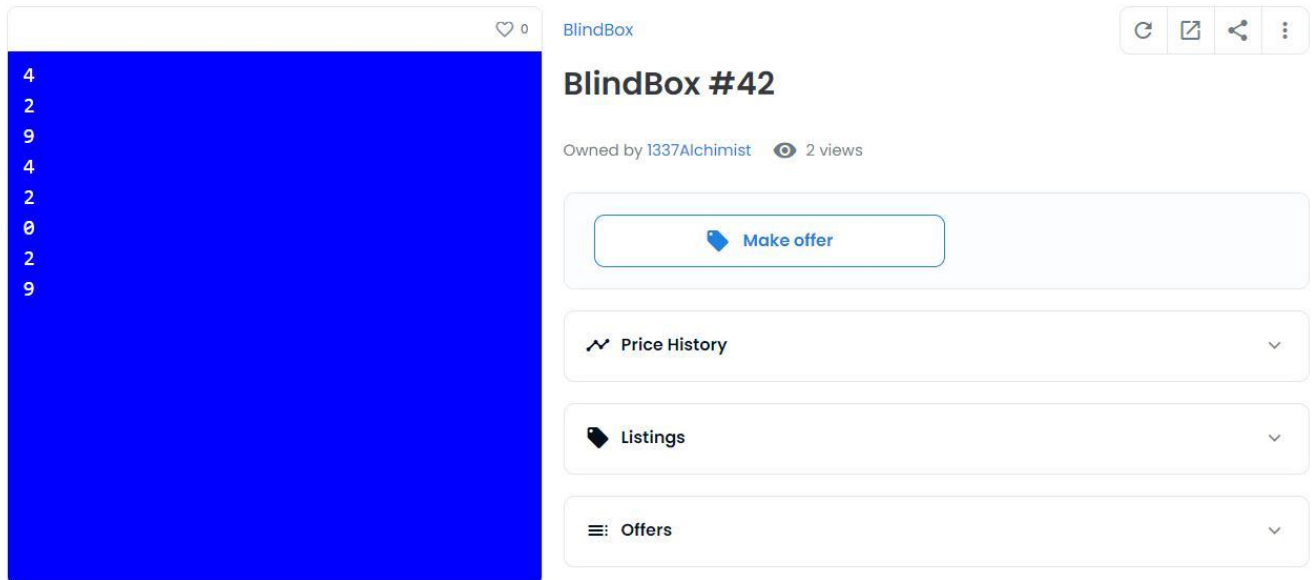 0
4
2
9
4
2
0
2
9
BlindBox
BlindBox #42
Owned by 1337Alchimist 2 views
Make offer
Price History
Listings
Offers